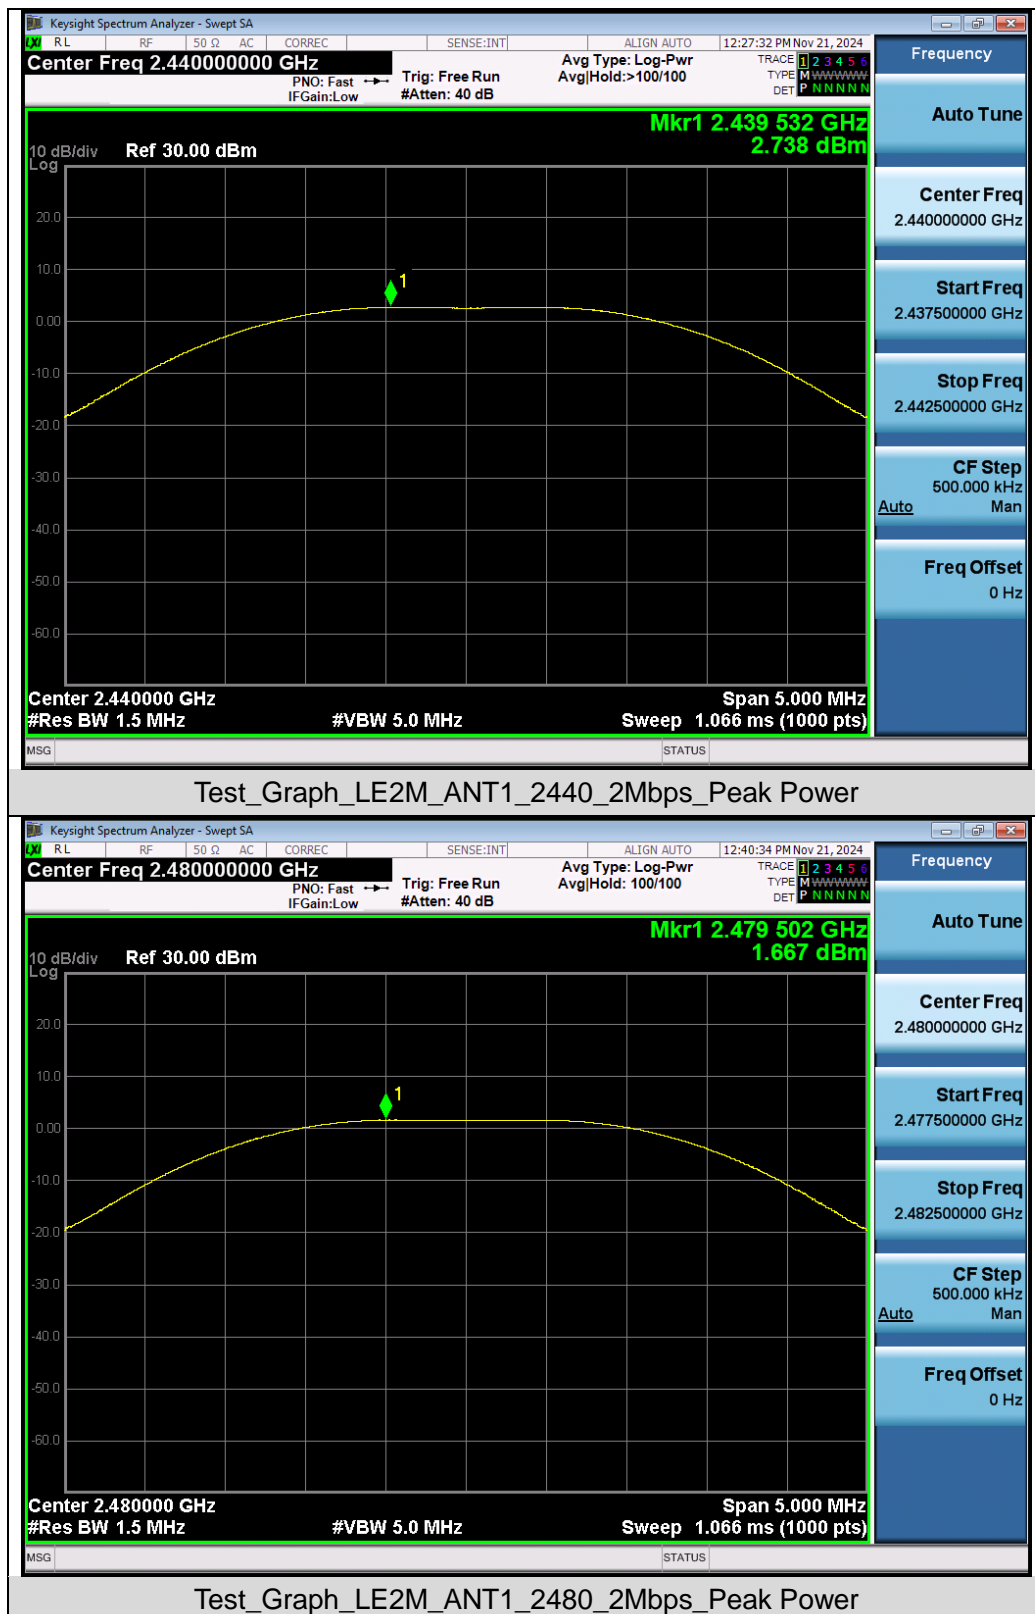 Keysight Spectrum Analyzer - Swept SA
LXI RL RF 50 Ω AC CORREC SENSE:INT ALIGN AUTO 12:27:32 PM Nov 21, 2024
Center Freq 2.440000000 GHz
PNO: Fast
IFGain:Low
Trig: Free Run
#Atten: 40 dB
Avg Type: Log-Pwr
Avg|Hold:>100/100
TRACE 1 2 3 4 5 6
TYPE M WWWWW
DET P N N N N N
Mkr1 2.439 532 GHz
2.738 dBm
10 dB/div Ref 30.00 dBm
Log
20.0
10.0
1
0.00
-10.0
-20.0
-30.0
-40.0
-50.0
-60.0
Center 2.440000 GHz Span 5.000 MHz
#Res BW 1.5 MHz #VBW 5.0 MHz Sweep 1.066 ms (1000 pts)
MSG STATUS
Frequency
Auto Tune
Center Freq
2.440000000 GHz
Start Freq
2.437500000 GHz
Stop Freq
2.442500000 GHz
CF Step
500.000 kHz
Auto Man
Freq Offset
0 Hz
Test_Graph_LE2M_ANT1_2440_2Mbps_Peak Power
Keysight Spectrum Analyzer - Swept SA
LXI RL RF 50 Ω AC CORREC SENSE:INT ALIGN AUTO 12:40:34 PM Nov 21, 2024
Center Freq 2.480000000 GHz
PNO: Fast
IFGain:Low
Trig: Free Run
#Atten: 40 dB
Avg Type: Log-Pwr
Avg|Hold: 100/100
TRACE 1 2 3 4 5 6
TYPE M WWWWW
DET P N N N N N
Mkr1 2.479 502 GHz
1.667 dBm
10 dB/div Ref 30.00 dBm
Log
20.0
10.0
1
0.00
-10.0
-20.0
-30.0
-40.0
-50.0
-60.0
Center 2.480000 GHz Span 5.000 MHz
#Res BW 1.5 MHz #VBW 5.0 MHz Sweep 1.066 ms (1000 pts)
MSG STATUS
Frequency
Auto Tune
Center Freq
2.480000000 GHz
Start Freq
2.477500000 GHz
Stop Freq
2.482500000 GHz
CF Step
500.000 kHz
Auto Man
Freq Offset
0 Hz
Test_Graph_LE2M_ANT1_2480_2Mbps_Peak Power